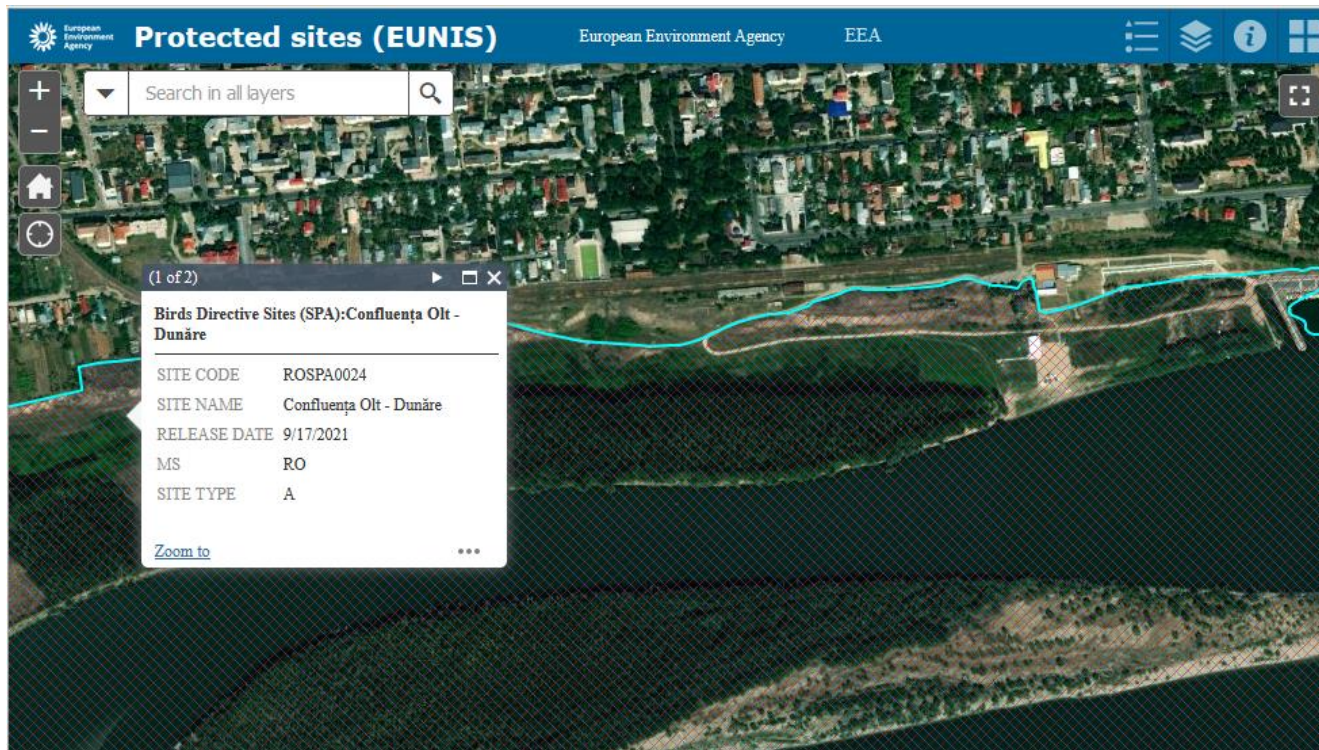 European
Environment
Agency
Protected sites (EUNIS)
European Environment Agency
EEA
+
Search in all layers
−
(1 of 2)
Birds Directive Sites (SPA):Confluența Olt -
Dunăre
SITE CODE ROSPA0024
SITE NAME Confluența Olt - Dunăre
RELEASE DATE 9/17/2021
MS RO
SITE TYPE A
Zoom to